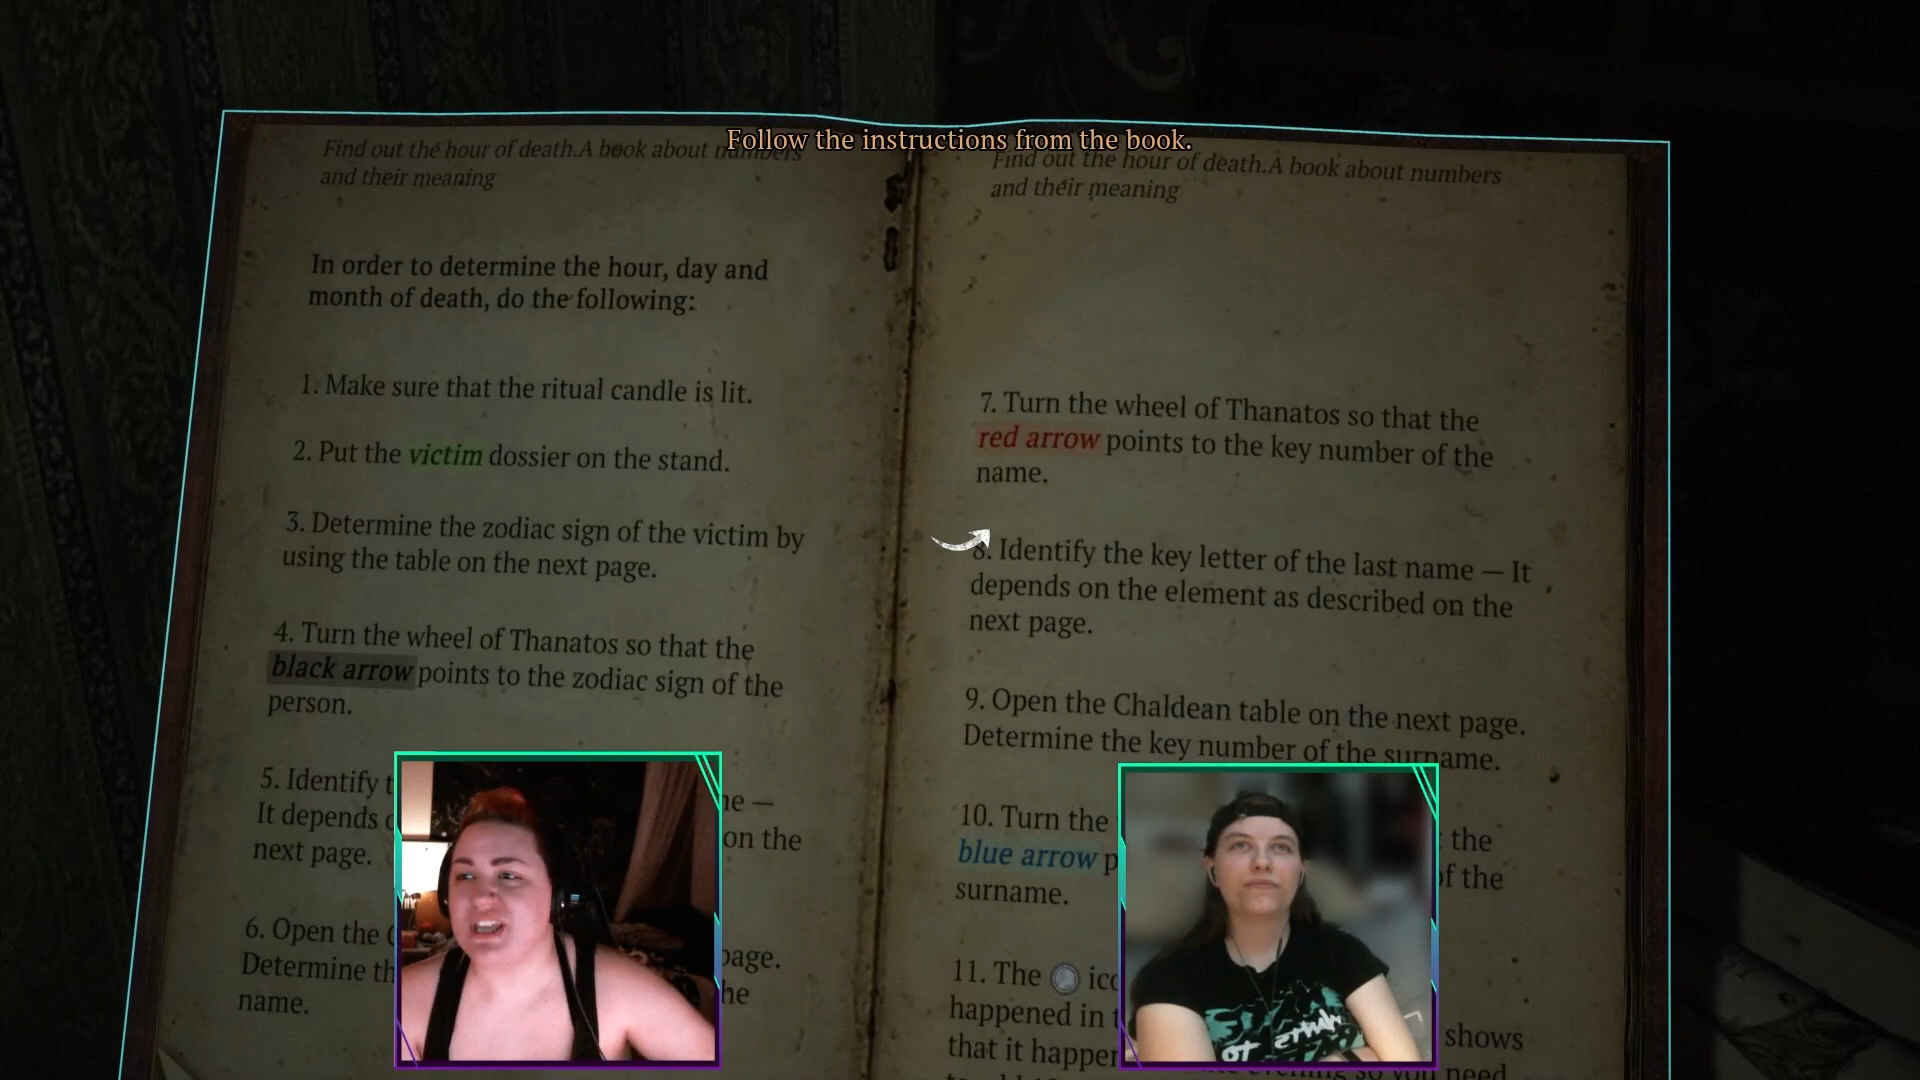 Follow the instructions from the book.
Find out the hour of death.A book about numbers
and their meaning
In order to determine the hour, day and
month of death, do the following:
1. Make sure that the ritual candle is lit.
2. Put the victim dossier on the stand.
3. Determine the zodiac sign of the victim by
using the table on the next page.
4. Turn the wheel of Thanatos so that the
black arrow points to the zodiac sign of the
person.
5. Identify
It depends on the
next page.
6. Open the page.
Determine
name.
Find out the hour of death.A book about numbers
and their meaning
7. Turn the wheel of Thanatos so that the
red arrow points to the key number of the
name.
8. Identify the key letter of the last name — It
depends on the element as described on the
next page.
9. Open the Chaldean table on the next page.
Determine the key number of the surname.
10. Turn the the
blue arrow of the
surname.
11. The
happened in shows
that it need